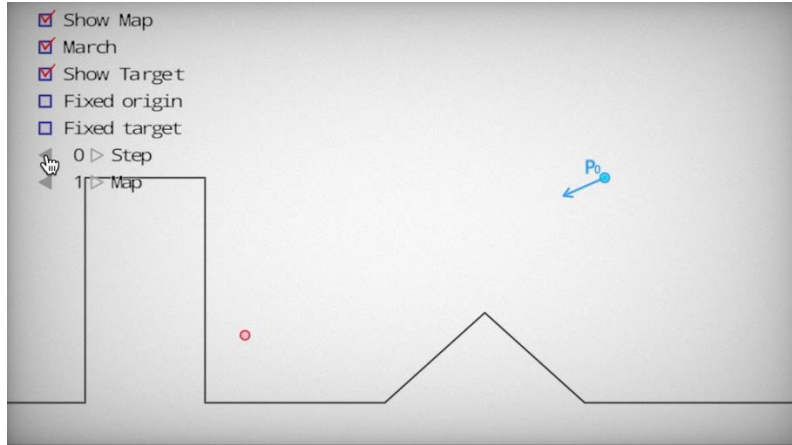 Show Map
March
Show Target
Fixed origin
Fixed target
0 Step
1 Map
P0